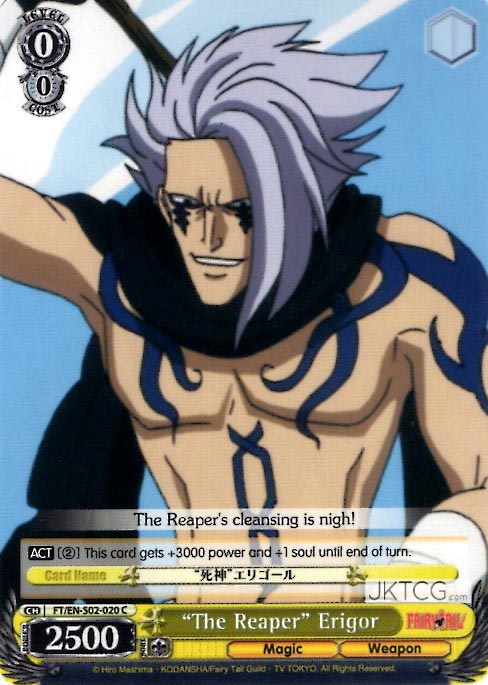 LEVEL
0
0
COST
The Reaper's cleansing is nigh!
ACT [②] This card gets +3000 power and +1 soul until end of turn.
Card Name
"死神"エリゴール
JKTCG.com
CH FT/EN-S02-020 C
"The Reaper" Erigor
FAIRY TAIL
POWER
2500
SOUL
Magic
Weapon
© Hiro Mashima・KODANSHA/Fairy Tail Guild・TV TOKYO. All Rights Reserved.